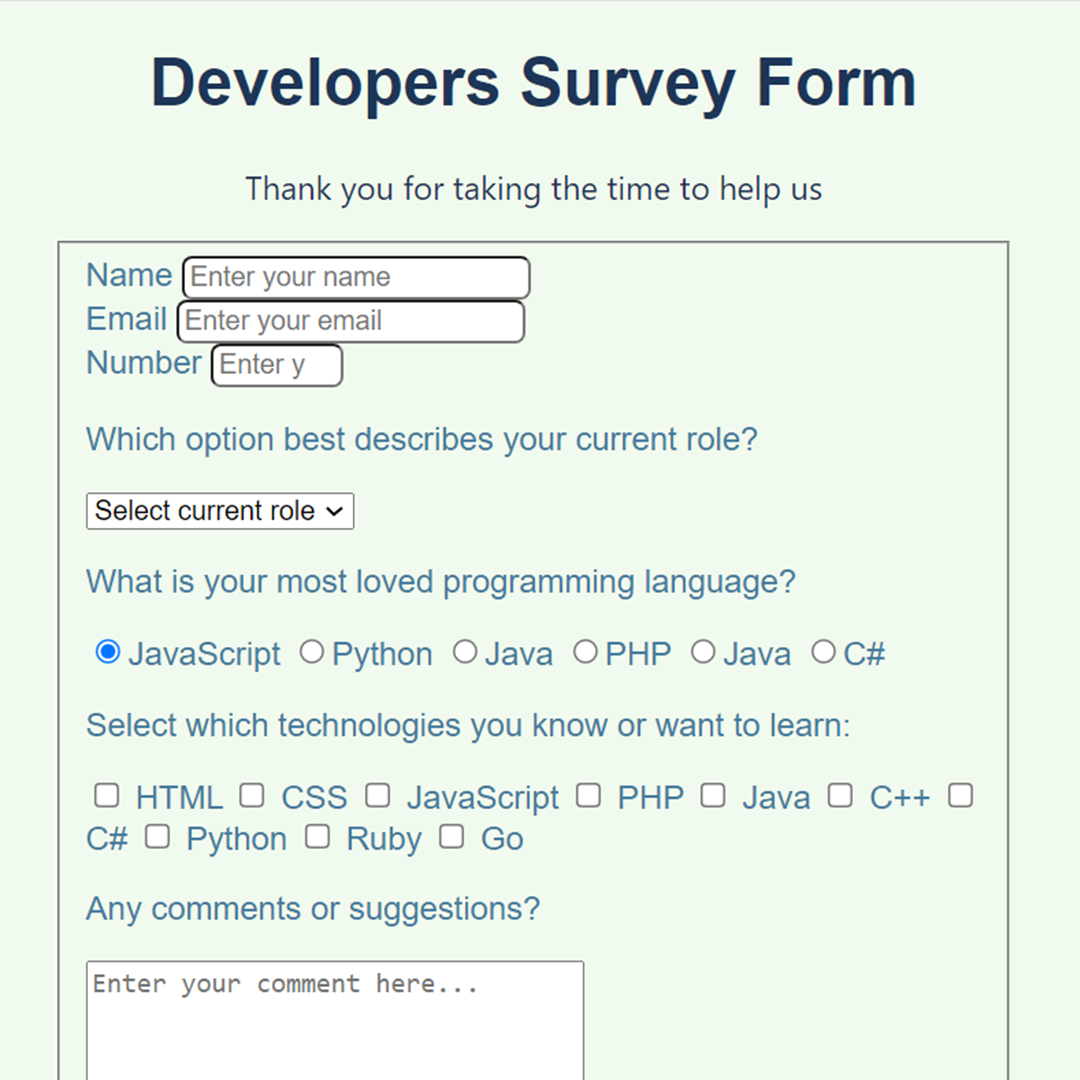 Developers Survey Form
Thank you for taking the time to help us
Name Enter your name
Email Enter your email
Number Enter y
Which option best describes your current role?
Select current role
What is your most loved programming language?
JavaScript Python Java PHP Java C#
Select which technologies you know or want to learn:
HTML CSS JavaScript PHP Java C++
C# Python Ruby Go
Any comments or suggestions?
Enter your comment here...